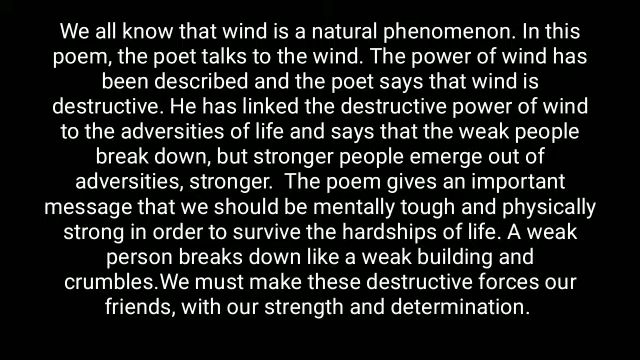 We all know that wind is a natural phenomenon. In this
poem, the poet talks to the wind. The power of wind has
been described and the poet says that wind is
destructive. He has linked the destructive power of wind
to the adversities of life and says that the weak people
break down, but stronger people emerge out of
adversities, stronger.  The poem gives an important
message that we should be mentally tough and physically
strong in order to survive the hardships of life. A weak
person breaks down like a weak building and
crumbles.We must make these destructive forces our
friends, with our strength and determination.